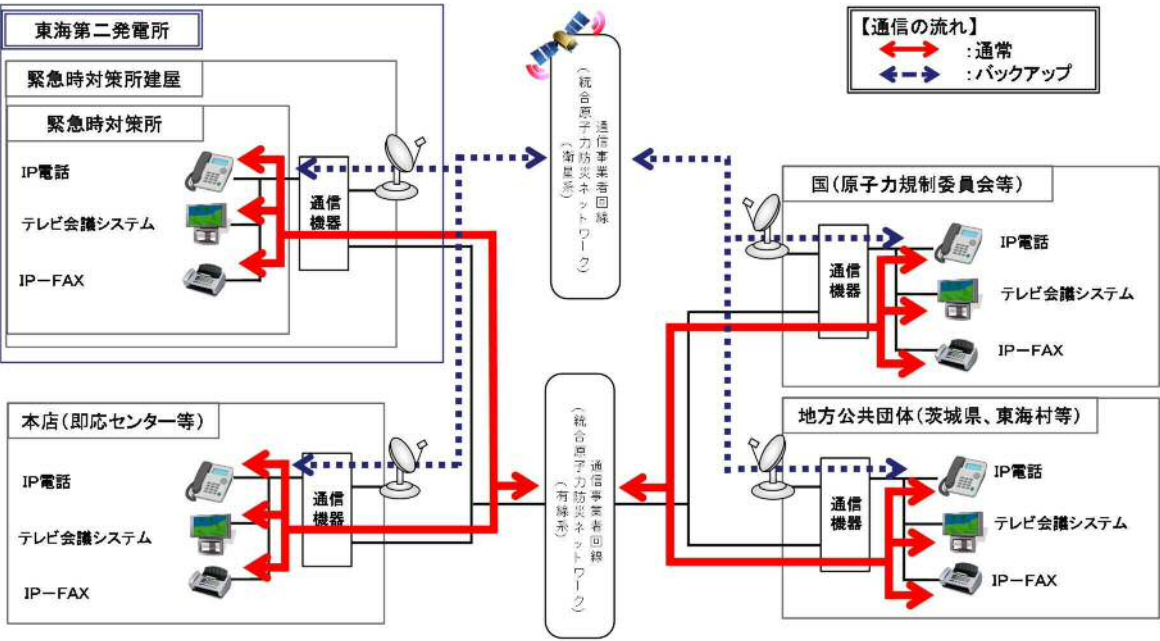 東海第二発電所
緊急時対策所建屋
緊急時対策所
IP電話
テレビ会議システム
IP-FAX
通信
機器
本店(即応センター等)
IP電話
テレビ会議システム
IP-FAX
通信
機器
通信事業者回線
(統合原子力防災ネットワーク)
(衛星系)
通信事業者回線
(統合原子力防災ネットワーク)
(有線系)
【通信の流れ】
:通常
:バックアップ
国(原子力規制委員会等)
通信
機器
IP電話
テレビ会議システム
IP-FAX
地方公共団体(茨城県、東海村等)
通信
機器
IP電話
テレビ会議システム
IP-FAX